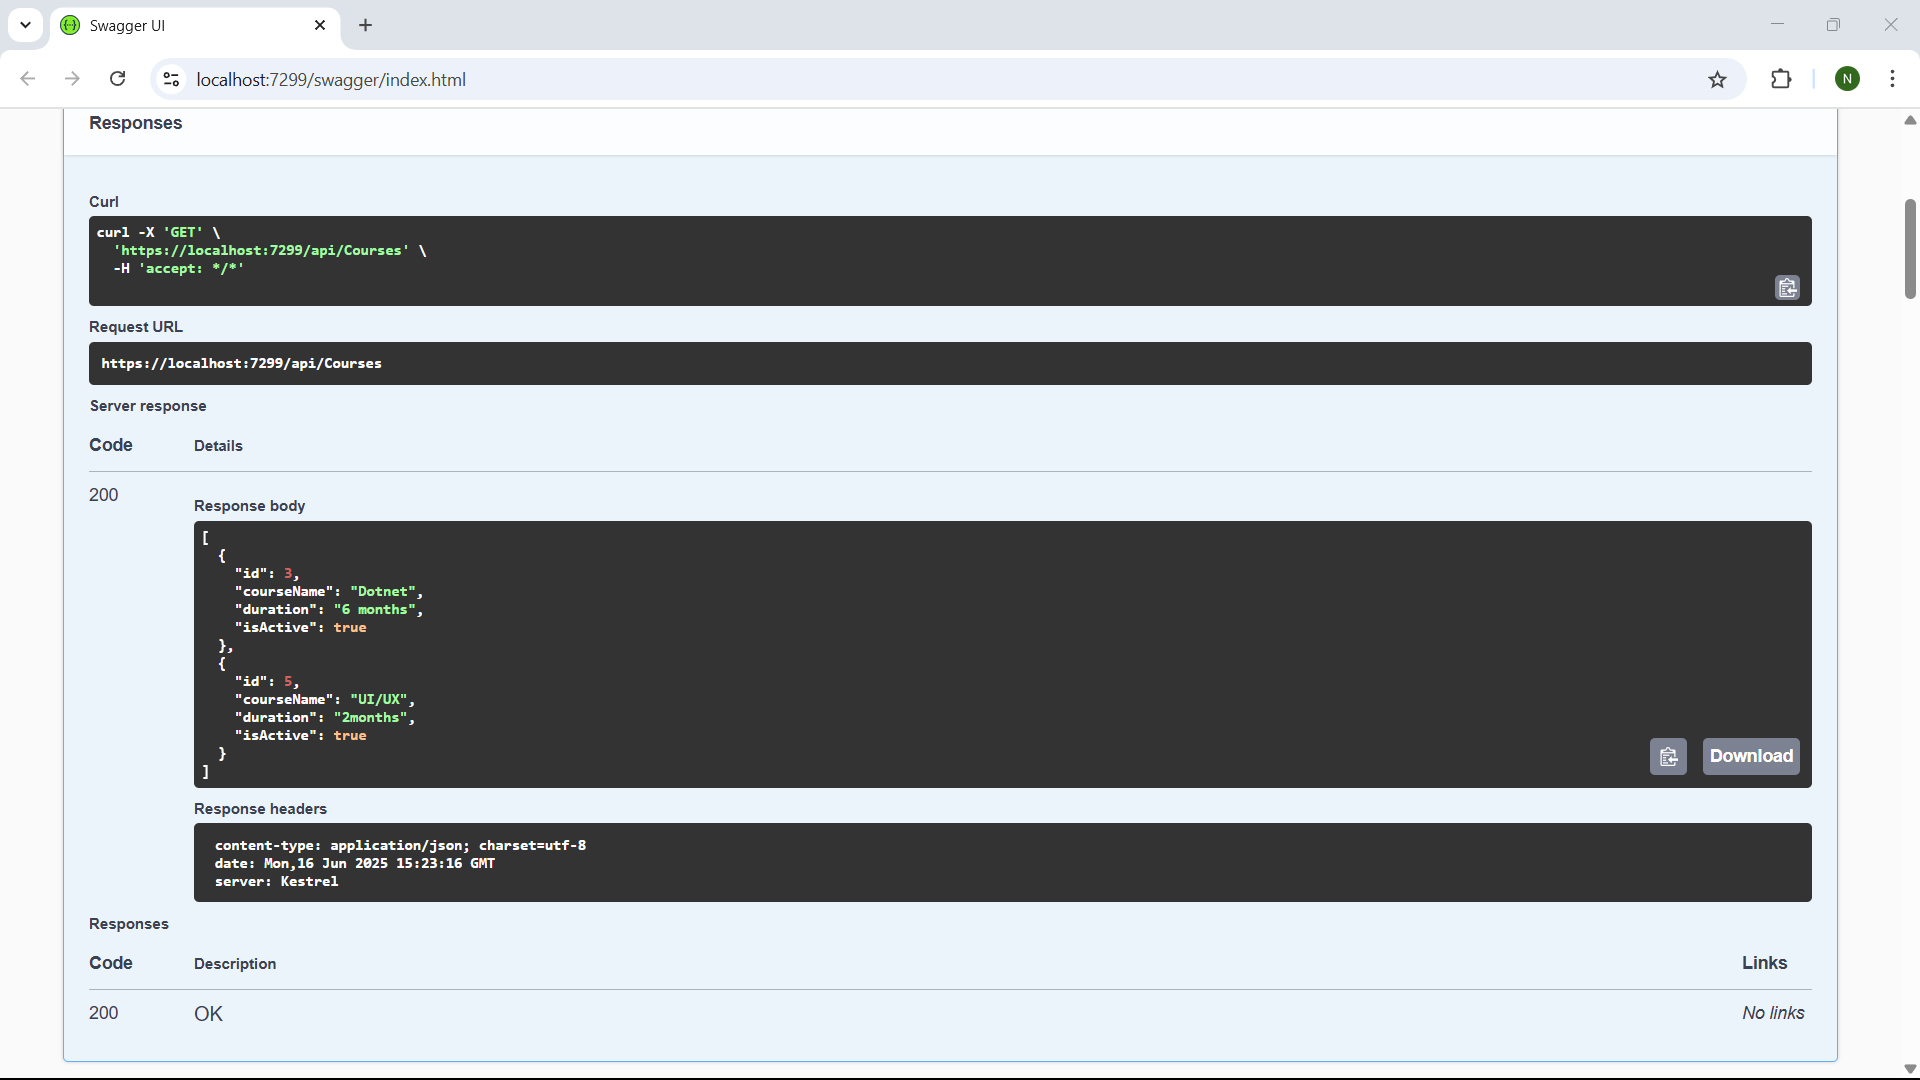 Swagger UI
localhost:7299/swagger/index.html
N
Responses
Curl
curl -X 'GET' \
  'https://localhost:7299/api/Courses' \
  -H 'accept: */*'
Request URL
https://localhost:7299/api/Courses
Server response
Code Details
200
Response body
[
  {
    "id": 3,
    "courseName": "Dotnet",
    "duration": "6 months",
    "isActive": true
  },
  {
    "id": 5,
    "courseName": "UI/UX",
    "duration": "2months",
    "isActive": true
  }
]
Download
Response headers
content-type: application/json; charset=utf-8
date: Mon,16 Jun 2025 15:23:16 GMT
server: Kestrel
Responses
Code Description Links
200 OK No links